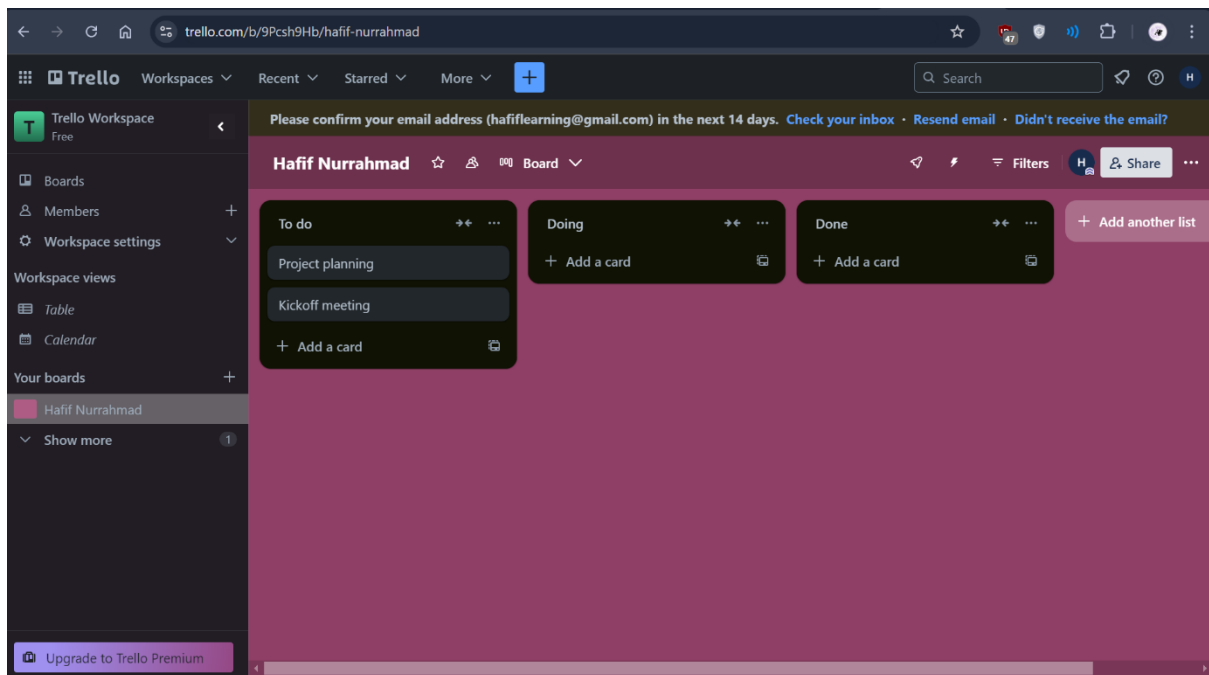 trello.com/b/9Pcsh9Hb/hafif-nurrahmad
47
Trello Workspaces Recent Starred More + Search H
T Trello Workspace
Free
Please confirm your email address (hafiflearning@gmail.com) in the next 14 days. Check your inbox • Resend email • Didn't receive the email?
Hafif Nurrahmad Board Filters H Share
Boards
Members +
Workspace settings
Workspace views
Table
Calendar
Your boards +
Hafif Nurrahmad
Show more 1
Upgrade to Trello Premium
To do
Project planning
Kickoff meeting
+ Add a card
Doing
+ Add a card
Done
+ Add a card
+ Add another list